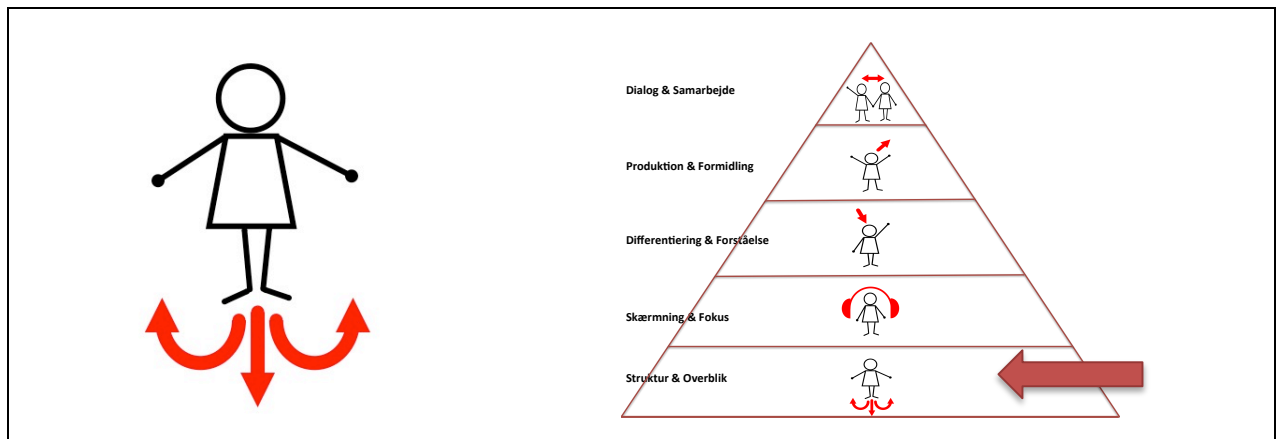 Dialog & Samarbejde
Produktion & Formidling
Differentiering & Forståelse
Skærmning & Fokus
Struktur & Overblik